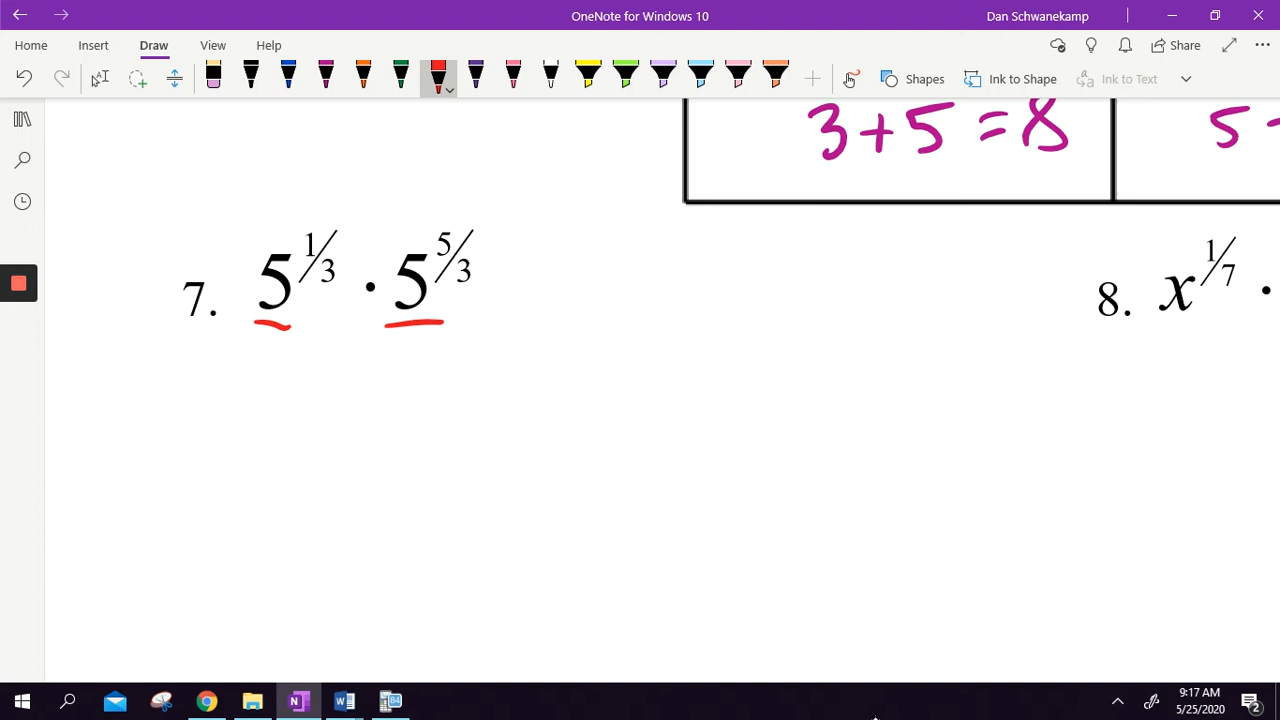 OneNote for Windows 10
Dan Schwanekamp
Home Insert Draw View Help
Share
Shapes Ink to Shape Ink to Text
3+5=8
5
7. 5^{1/3} · 5^{5/3}
8. x^{1/7} ·
9:17 AM
5/25/2020
2